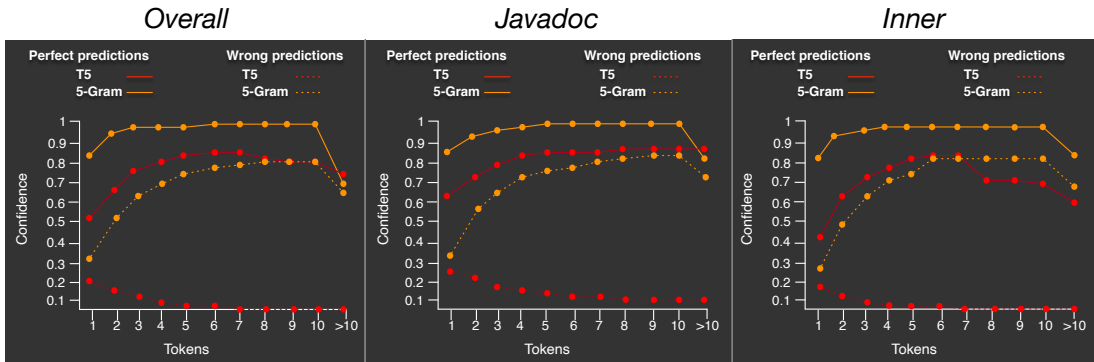 Overall
Perfect predictions Wrong predictions
T5 T5
5-Gram 5-Gram
Confidence
1
0.9
0.8
0.7
0.6
0.5
0.4
0.3
0.2
0.1
1 2 3 4 5 6 7 8 9 10 >10
Tokens
Javadoc
Perfect predictions Wrong predictions
T5 T5
5-Gram 5-Gram
Confidence
1
0.9
0.8
0.7
0.6
0.5
0.4
0.3
0.2
0.1
1 2 3 4 5 6 7 8 9 10 >10
Tokens
Inner
Perfect predictions Wrong predictions
T5 T5
5-Gram 5-Gram
Confidence
1
0.9
0.8
0.7
0.6
0.5
0.4
0.3
0.2
0.1
1 2 3 4 5 6 7 8 9 10 >10
Tokens